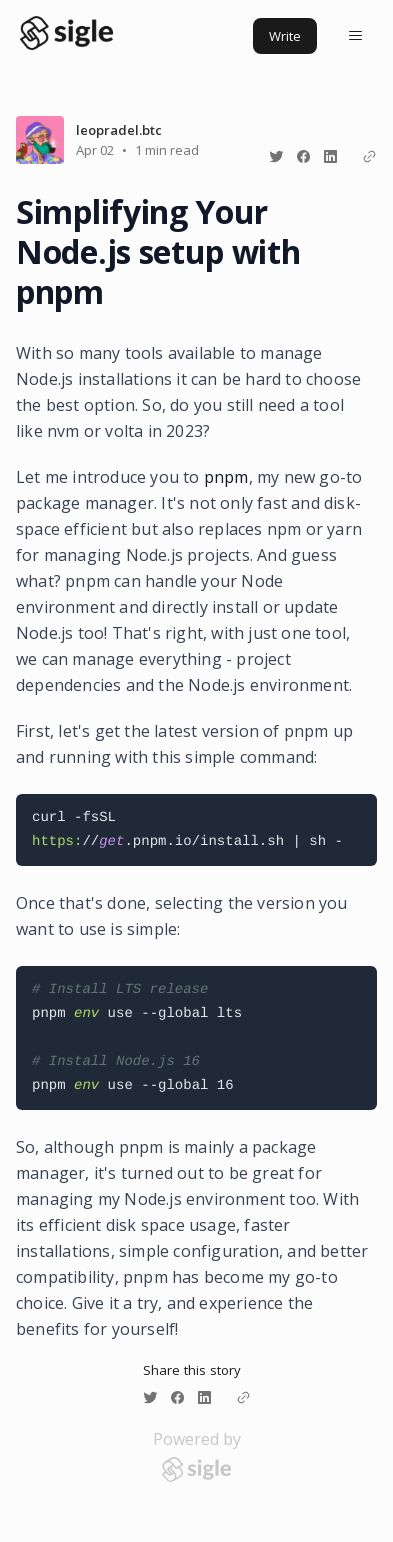 sigle
Write
leopradel.btc
Apr 02 • 1 min read
Simplifying Your
Node.js setup with
pnpm
With so many tools available to manage
Node.js installations it can be hard to choose
the best option. So, do you still need a tool
like nvm or volta in 2023?
Let me introduce you to pnpm, my new go-to
package manager. It's not only fast and disk-
space efficient but also replaces npm or yarn
for managing Node.js projects. And guess
what? pnpm can handle your Node
environment and directly install or update
Node.js too! That's right, with just one tool,
we can manage everything - project
dependencies and the Node.js environment.
First, let's get the latest version of pnpm up
and running with this simple command:
curl -fsSL
https://get.pnpm.io/install.sh | sh -
Once that's done, selecting the version you
want to use is simple:
# Install LTS release
pnpm env use --global lts
# Install Node.js 16
pnpm env use --global 16
So, although pnpm is mainly a package
manager, it's turned out to be great for
managing my Node.js environment too. With
its efficient disk space usage, faster
installations, simple configuration, and better
compatibility, pnpm has become my go-to
choice. Give it a try, and experience the
benefits for yourself!
Share this story
Powered by
sigle